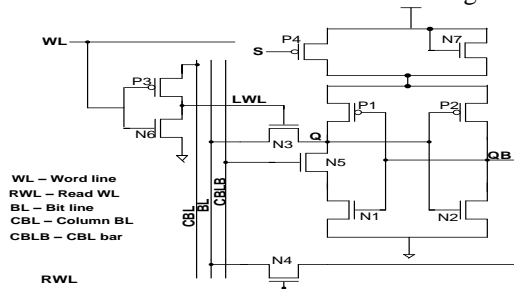 WL
P3
N6
LWL
S
P4
N7
P1
P2
Q
QB
N3
N5
N1
N2
CBL
BL
CBLB
WL – Word line
RWL – Read WL
BL – Bit line
CBL – Column BL
CBLB – CBL bar
RWL
N4